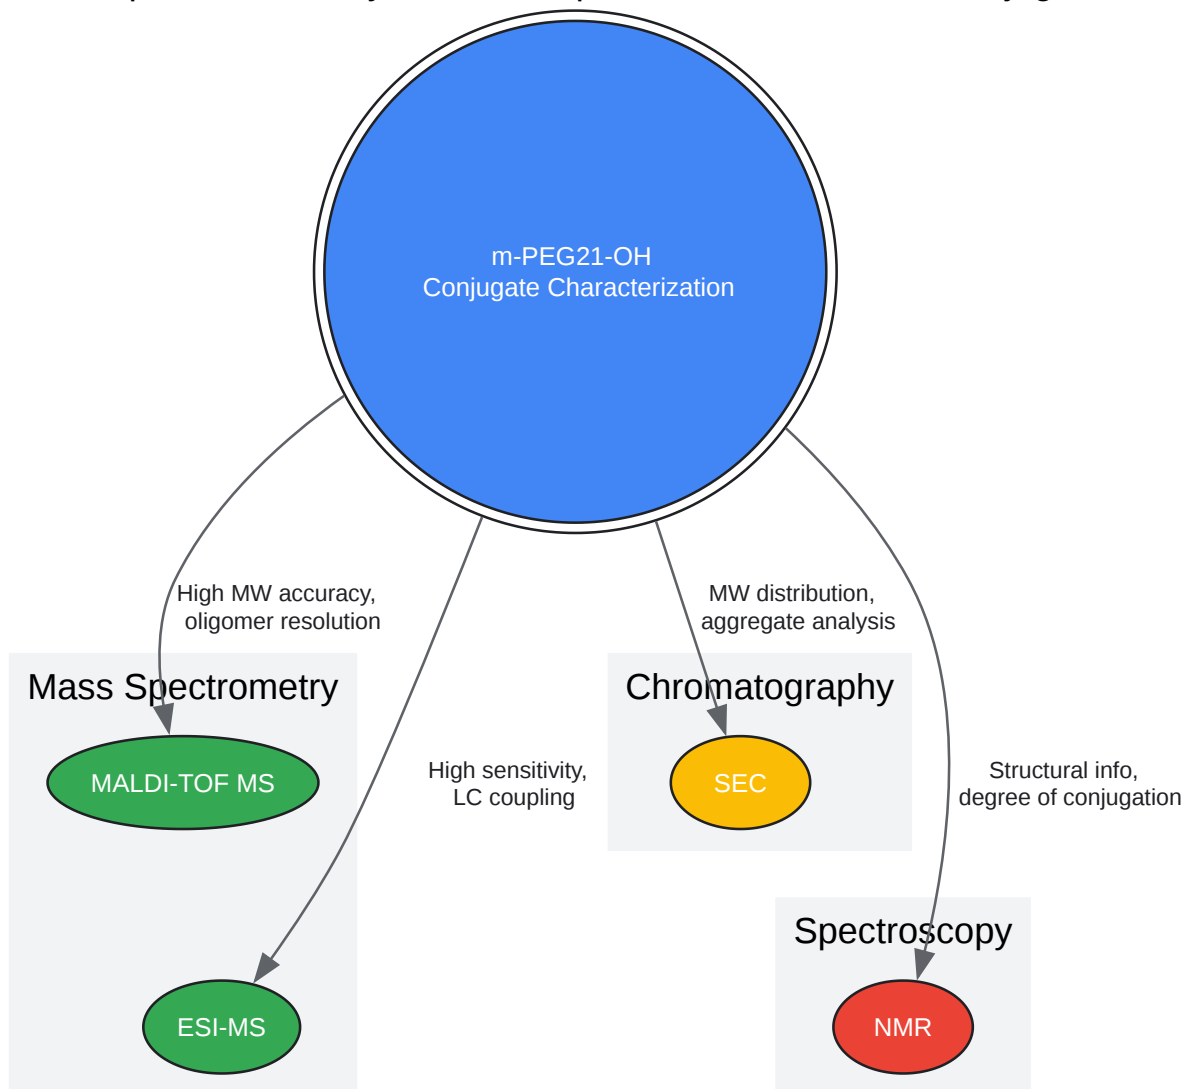 m-PEG21-OH
Conjugate Characterization
High MW accuracy,
oligomer resolution
MW distribution,
aggregate analysis
Mass Spectrometry
Chromatography
MALDI-TOF MS
High sensitivity,
LC coupling
SEC
Structural info,
degree of conjugation
Spectroscopy
ESI-MS
NMR